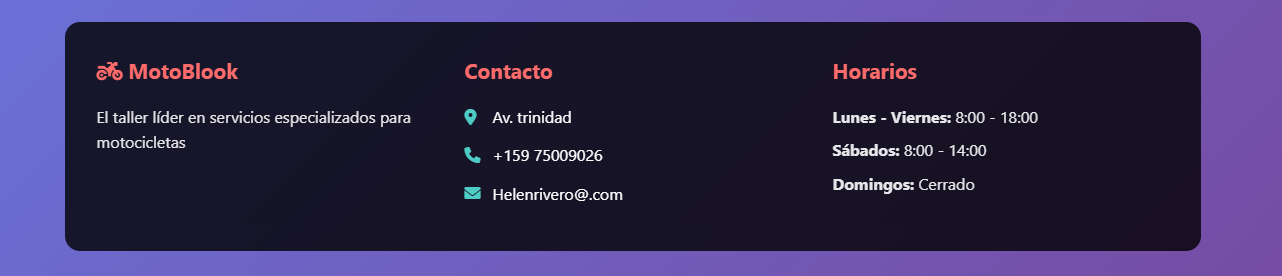 MotoBlook
El taller líder en servicios especializados para
motocicletas
Contacto
Av. trinidad
+159 75009026
Helenrivero@.com
Horarios
Lunes - Viernes: 8:00 - 18:00
Sábados: 8:00 - 14:00
Domingos: Cerrado